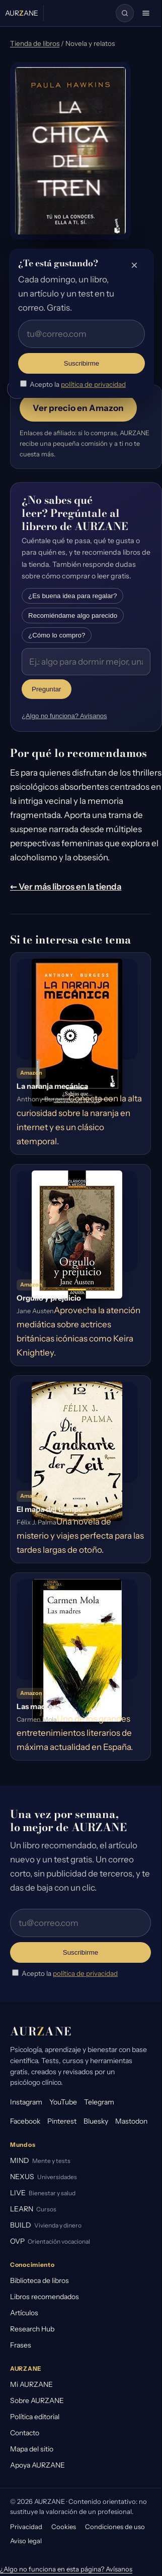 AURZANE
Tienda de libros / Novela y relatos
PAULA HAWKINS
LA
CHICA
DEL
TREN
TÚ NO LA CONOCES.
ELLA A TI, SÍ.
¿Te está gustando?
Cada domingo, un libro,
un artículo y un test en tu
correo. Gratis.
tu@correo.com
Suscribirme
Acepto la política de privacidad
Ver precio en Amazon
Enlaces de afiliado: si lo compras, AURZANE
recibe una pequeña comisión y a ti no te
cuesta más.
¿No sabes qué
leer? Pregúntale al
librero de AURZANE
Cuéntale qué te pasa, qué te gusta o
para quién es, y te recomienda libros de
esta tienda. También responde dudas
sobre cómo comprar o leer gratis.
¿Es buena idea para regalar?
Recomiéndame algo parecido
¿Cómo lo compro?
Ej.: algo para dormir mejor, un
Preguntar
¿Algo no funciona? Avísanos
Por qué lo recomendamos
Es para quienes disfrutan de los thrillers
psicológicos absorbentes centrados en
la intriga vecinal y la memoria
fragmentada. Aporta una trama de
suspense narrada desde múltiples
perspectivas femeninas que explora el
alcoholismo y la obsesión.
← Ver más libros en la tienda
Si te interesa este tema
ANTHONY BURGESS
LA NARANJA
MECÁNICA
Amazon
La naranja mecánica
Anthony Burgess
Conecta con la alta
curiosidad sobre la naranja en
internet y es un clásico
atemporal.
Orgullo
y prejuicio
Jane Austen
Orgullo y prejuicio
Jane Austen
Aprovecha la atención
mediática sobre actrices
británicas icónicas como Keira
Knightley.
FÉLIX J.
PALMA
Die
Landkarte
der
Zeit
El mapa
Félix J. Palma
Una novela de
misterio y viajes perfecta para las
tardes largas de otoño.
Carmen Mola
Las madres
Amazon
Las madres
Carmen Mola
grandes
entretenimientos literarios de
máxima actualidad en España.
Una vez por semana,
lo mejor de AURZANE
Un libro recomendado, el artículo
nuevo y un test gratis. Un correo
corto, sin publicidad de terceros, y te
das de baja con un clic.
tu@correo.com
Suscribirme
Acepto la política de privacidad
AURZANE
Psicología, aprendizaje y bienestar con base
científica. Tests, cursos y herramientas
gratis, creados y revisados por un
psicólogo clínico.
Instagram YouTube Telegram
Facebook Pinterest Bluesky Mastodon
Mundos
MIND Mente y tests
NEXUS Universidades
LIVE Bienestar y salud
LEARN Cursos
BUILD Vivienda y dinero
OVP Orientación vocacional
Conocimiento
Biblioteca de libros
Libros recomendados
Artículos
Research Hub
Frases
AURZANE
Mi AURZANE
Sobre AURZANE
Política editorial
Contacto
Mapa del sitio
Apoya AURZANE
© 2026 AURZANE · Contenido orientativo: no
sustituye la valoración de un profesional.
Privacidad Cookies Condiciones de uso
Aviso legal
¿Algo no funciona en esta página? Avísanos